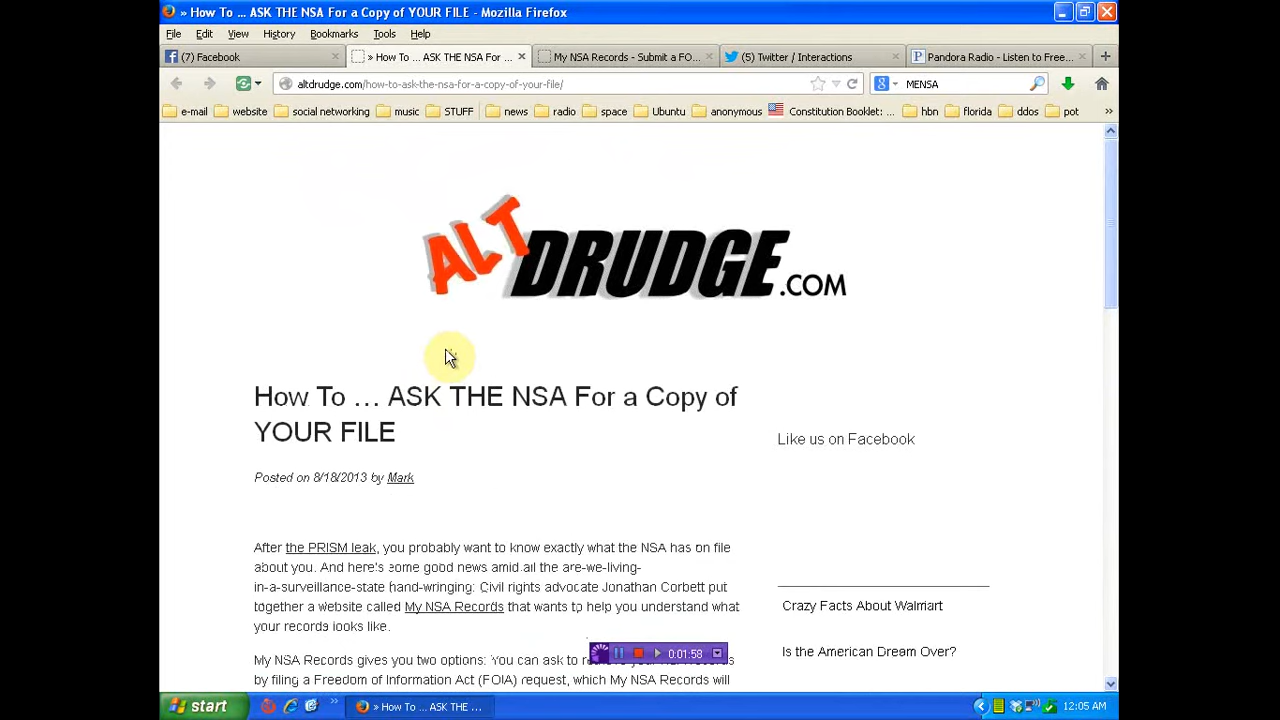 » How To ... ASK THE NSA For a Copy of YOUR FILE - Mozilla Firefox
File Edit View History Bookmarks Tools Help
(7) Facebook × » How To ... ASK THE NSA For ... × My NSA Records - Submit a FO... × (5) Twitter / Interactions × Pandora Radio - Listen to Free... × +
altdrudge.com/how-to-ask-the-nsa-for-a-copy-of-your-file/ MENSA
e-mail website social networking music STUFF news radio space Ubuntu anonymous Constitution Booklet: ... hbn florida ddos pot »
ALTDRUDGE.COM
How To … ASK THE NSA For a Copy of
YOUR FILE
Posted on 8/18/2013 by Mark
Like us on Facebook
After the PRISM leak, you probably want to know exactly what the NSA has on file
about you. And here's some good news amid all the are-we-living-
in-a-surveillance-state hand-wringing: Civil rights advocate Jonathan Corbett put
together a website called My NSA Records that wants to help you understand what
your records looks like.
My NSA Records gives you two options: You can ask to
by filing a Freedom of Information Act (FOIA) request, which My NSA Records will
Crazy Facts About Walmart
Is the American Dream Over?
0:01:58
start » » How To ... ASK THE ... 12:05 AM